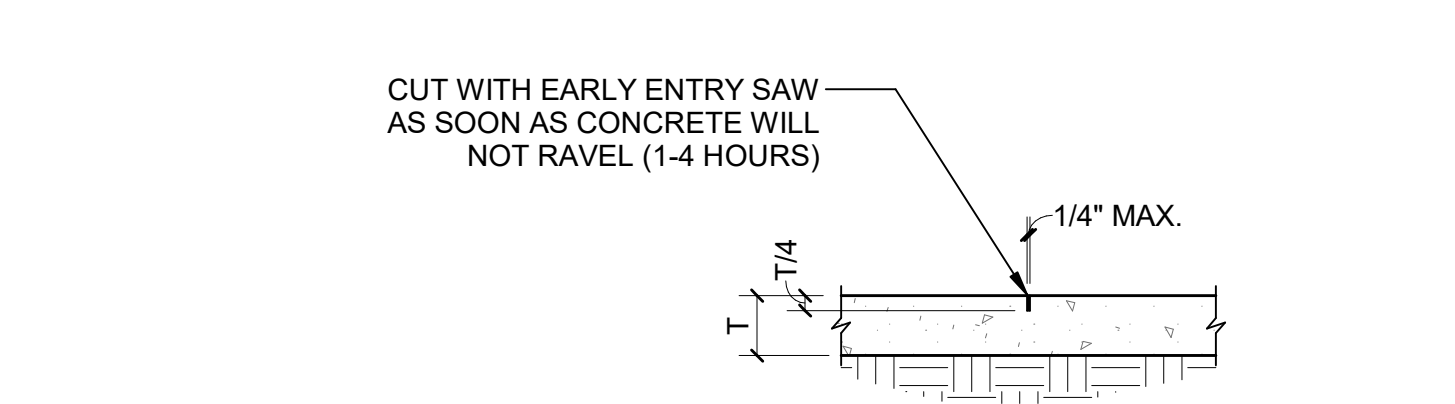 CUT WITH EARLY ENTRY SAW
AS SOON AS CONCRETE WILL
NOT RAVEL (1-4 HOURS)
1/4" MAX.
T/4
T